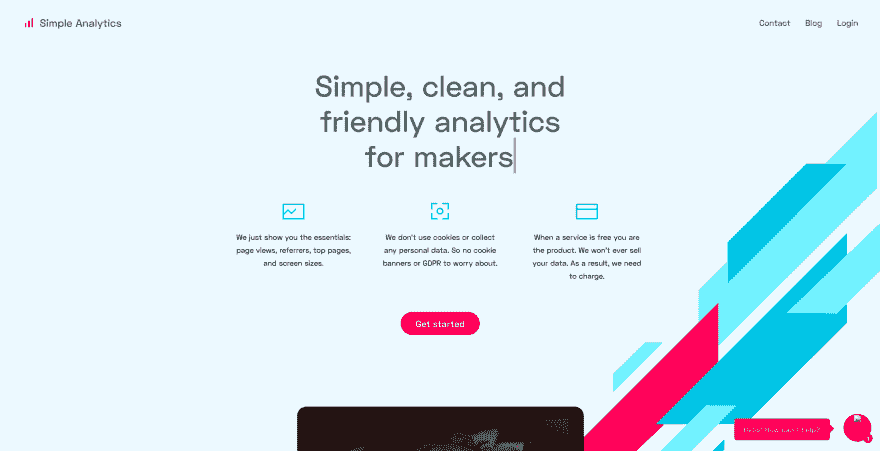 Simple Analytics
Contact Blog Login
Simple, clean, and
friendly analytics
for makers
We just show you the essentials:
page views, referrers, top pages,
and screen sizes.
We don't use cookies or collect
any personal data. So no cookie
banners or GDPR to worry about.
When a service is free you are
the product. We won't ever sell
your data. As a result, we need
to charge.
Get started